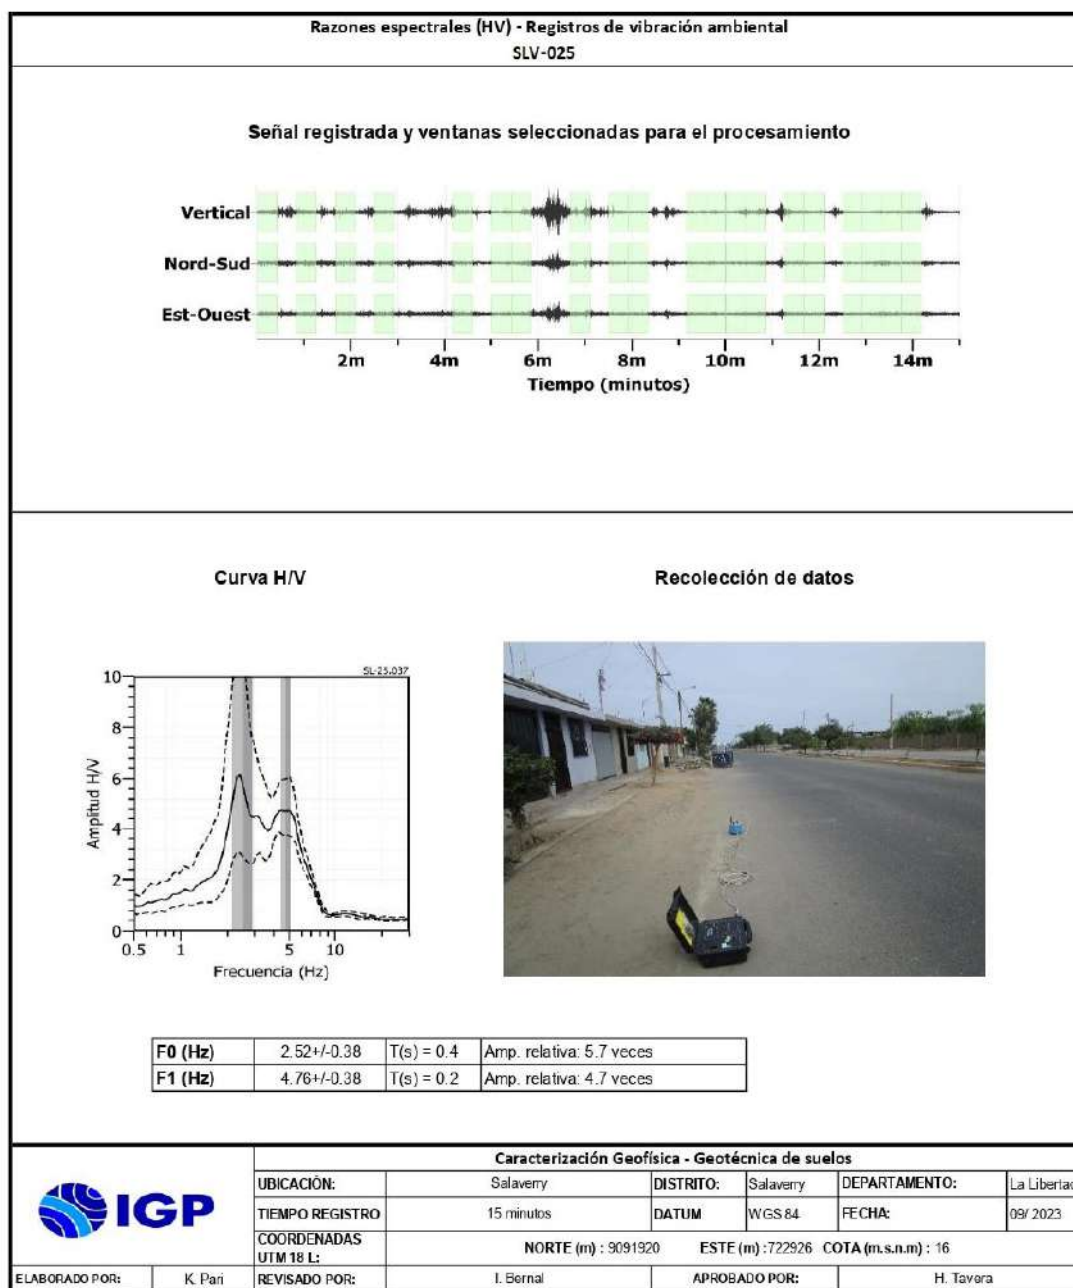 Razones espectrales (HV) - Registros de vibración ambiental
SLV-025
Señal registrada y ventanas seleccionadas para el procesamiento
Vertical
Nord-Sud
Est-Ouest
2m 4m 6m 8m 10m 12m 14m
Tiempo (minutos)
Curva H/V
Recolección de datos
SL-25.037
10
8
6
4
2
0
Amplitud H/V
0.5 1 5 10
Frecuencia (Hz)
F0 (Hz) 2.52+/-0.38 T(s) = 0.4 Amp. relativa: 5.7 veces
F1 (Hz) 4.76+/-0.38 T(s) = 0.2 Amp. relativa: 4.7 veces
IGP
Caracterización Geofísica - Geotécnica de suelos
UBICACIÓN: Salaverry DISTRITO: Salaverry DEPARTAMENTO: La Libertad
TIEMPO REGISTRO 15 minutos DATUM WGS 84 FECHA: 09/ 2023
COORDENADAS
UTM 18 L: NORTE (m) : 9091920 ESTE (m) :722926 COTA (m.s.n.m) : 16
ELABORADO POR: K. Pari REVISADO POR: I. Bernal APROBADO POR: H. Tavera